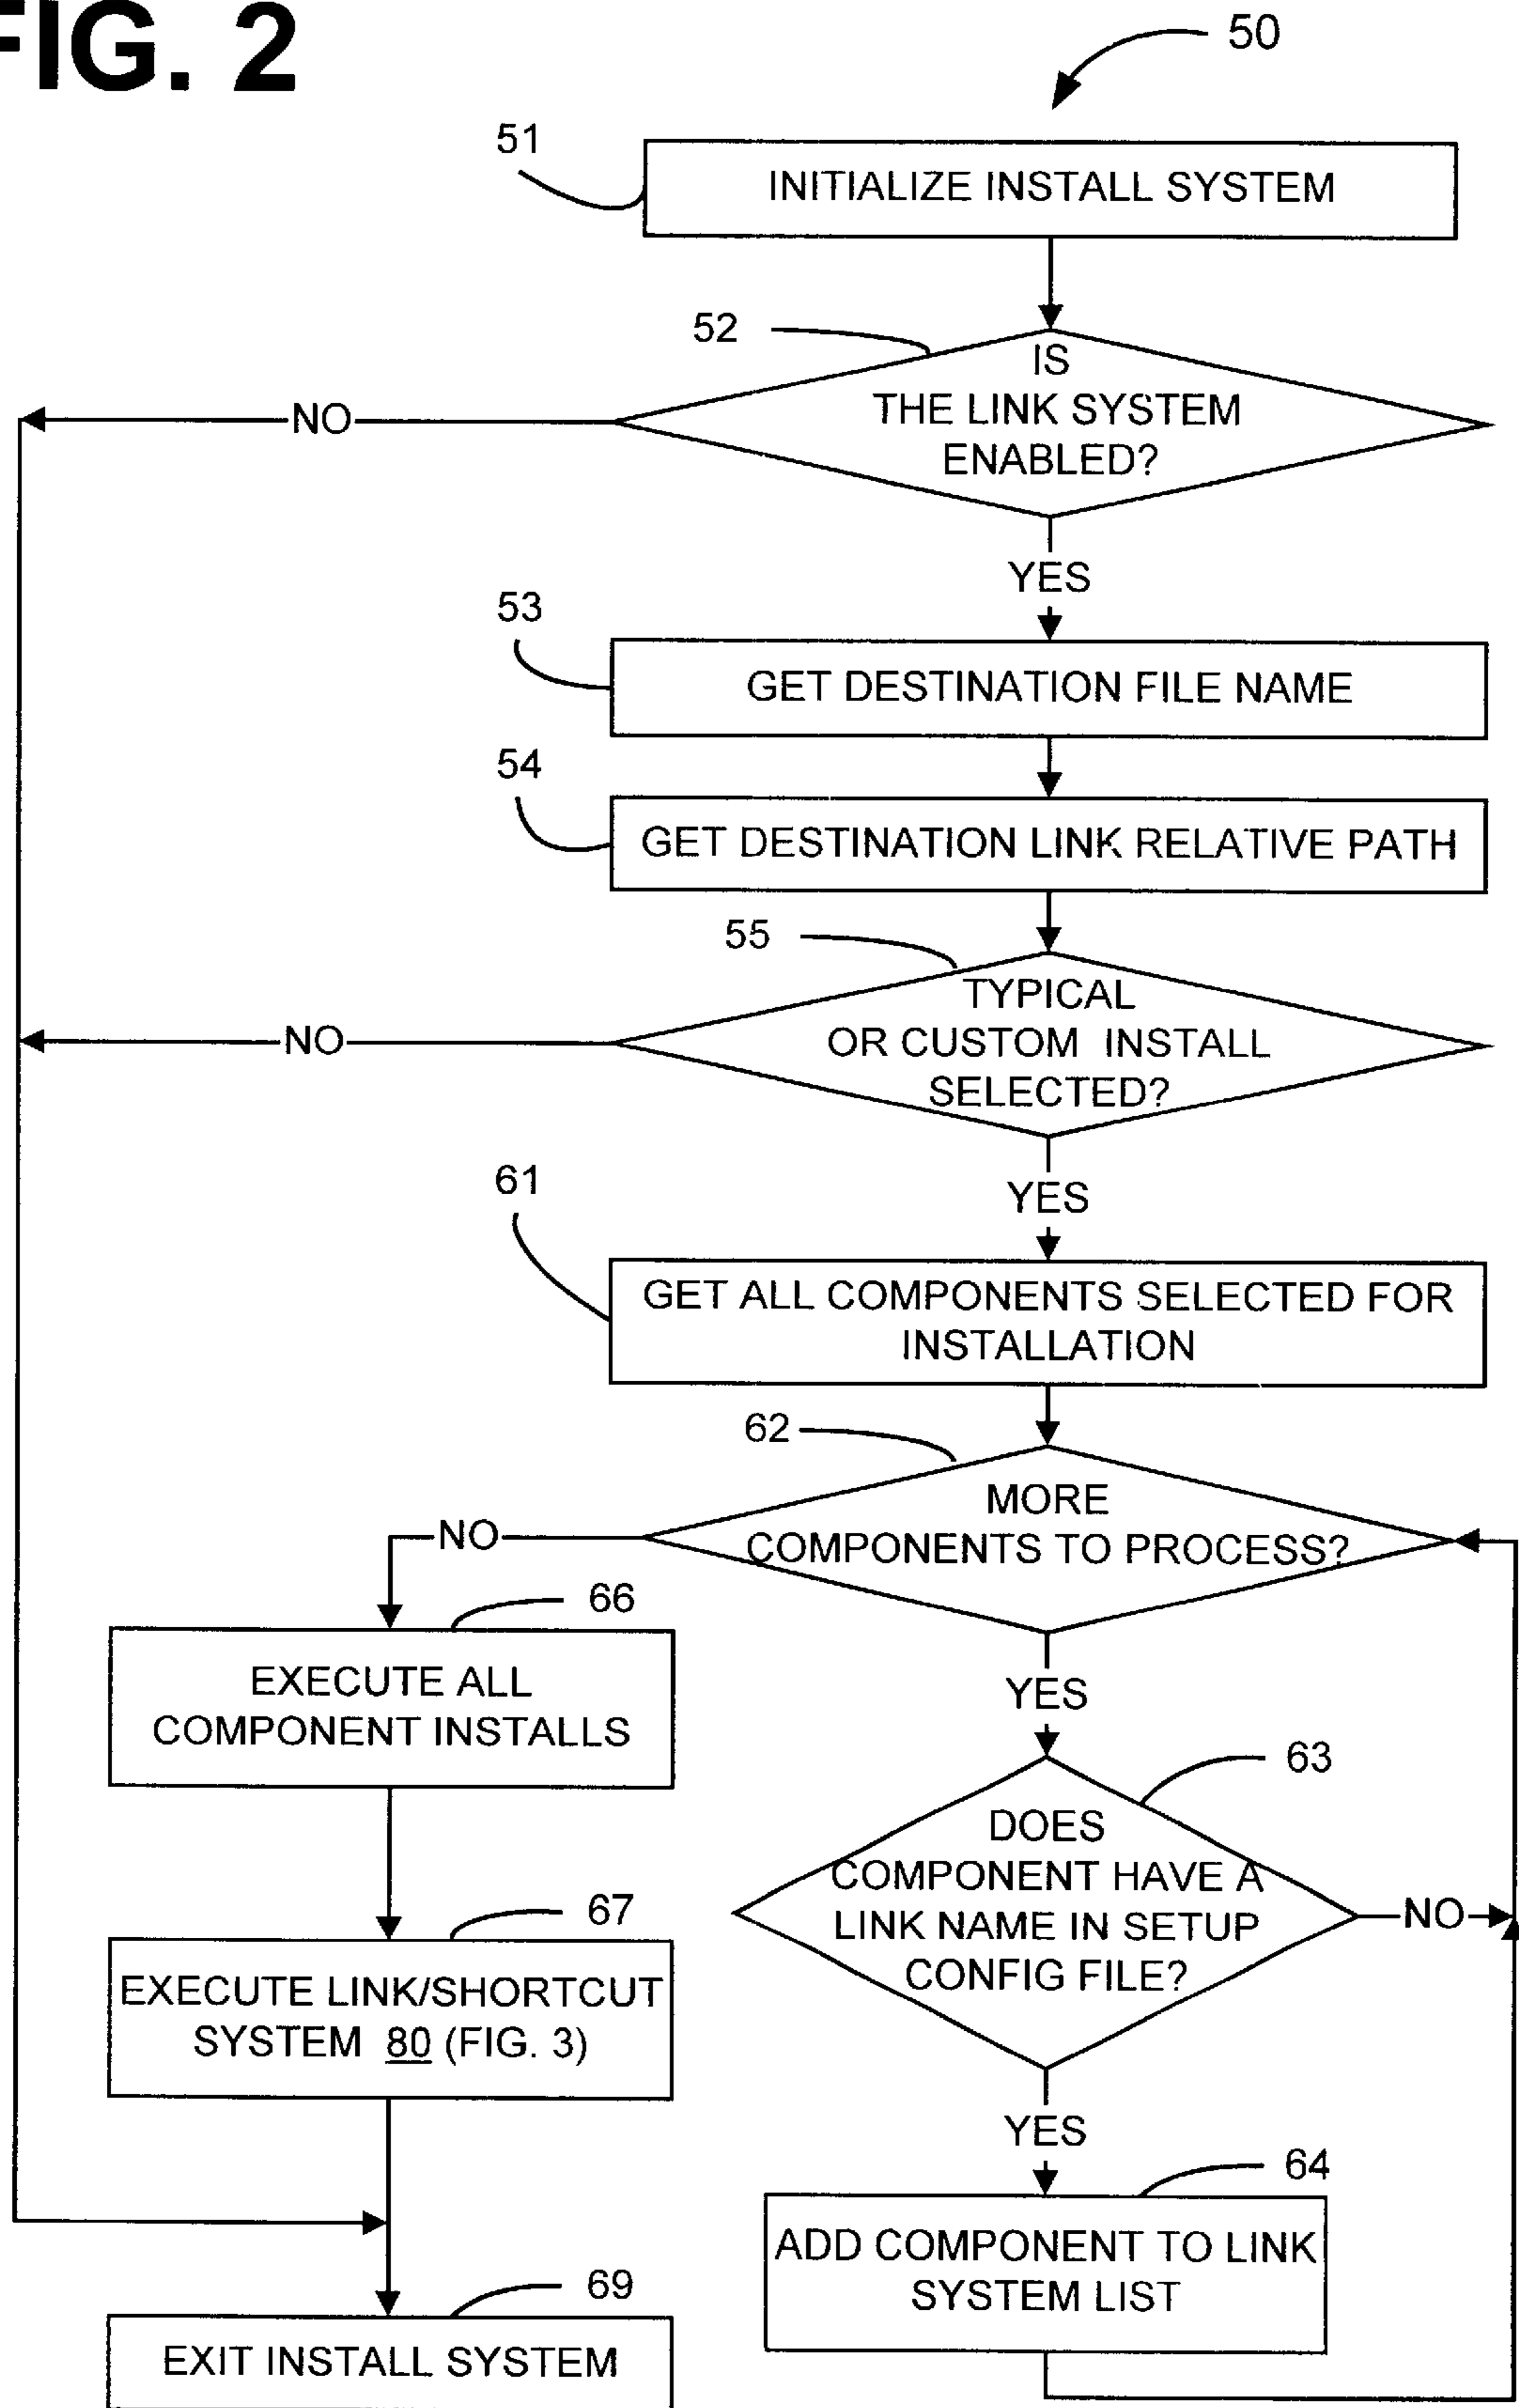 FIG. 2
50
51
INITIALIZE INSTALL SYSTEM
52
IS
THE LINK SYSTEM
ENABLED?
NO
YES
53
GET DESTINATION FILE NAME
54
GET DESTINATION LINK RELATIVE PATH
55
TYPICAL
OR CUSTOM INSTALL
SELECTED?
NO
YES
61
GET ALL COMPONENTS SELECTED FOR
INSTALLATION
62
MORE
COMPONENTS TO PROCESS?
NO
YES
66
EXECUTE ALL
COMPONENT INSTALLS
63
DOES
COMPONENT HAVE A
LINK NAME IN SETUP
CONFIG FILE?
NO
YES
67
EXECUTE LINK/SHORTCUT
SYSTEM 80 (FIG. 3)
64
ADD COMPONENT TO LINK
SYSTEM LIST
69
EXIT INSTALL SYSTEM